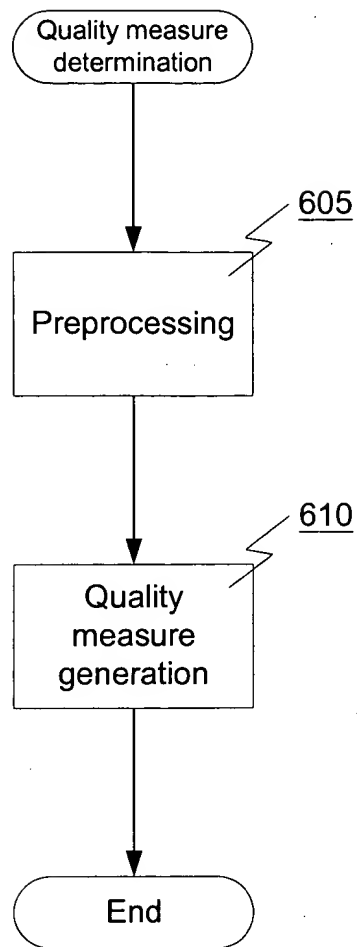 Quality measure
determination
605
Preprocessing
610
Quality
measure
generation
End